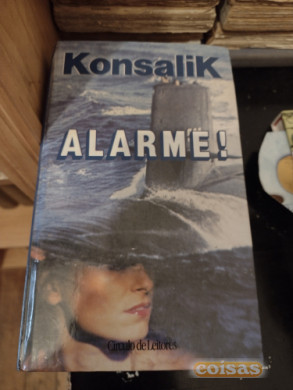 KonsaliK
ALARME!
Círculo de Leitores
coisas